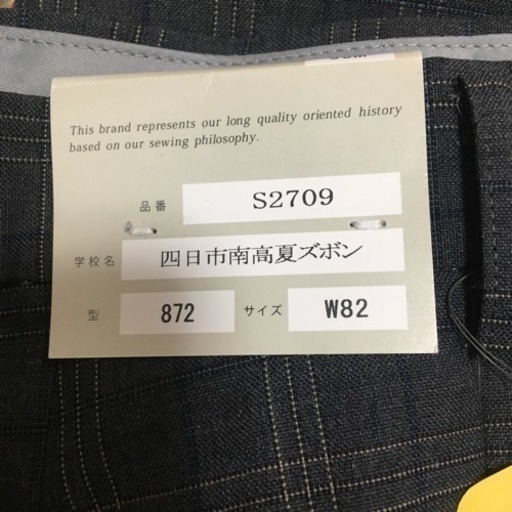 This brand represents our long quality oriented history
based on our sewing philosophy.
品番 S2709
学校名 四日市南高夏ズボン
型 872 サイズ W82